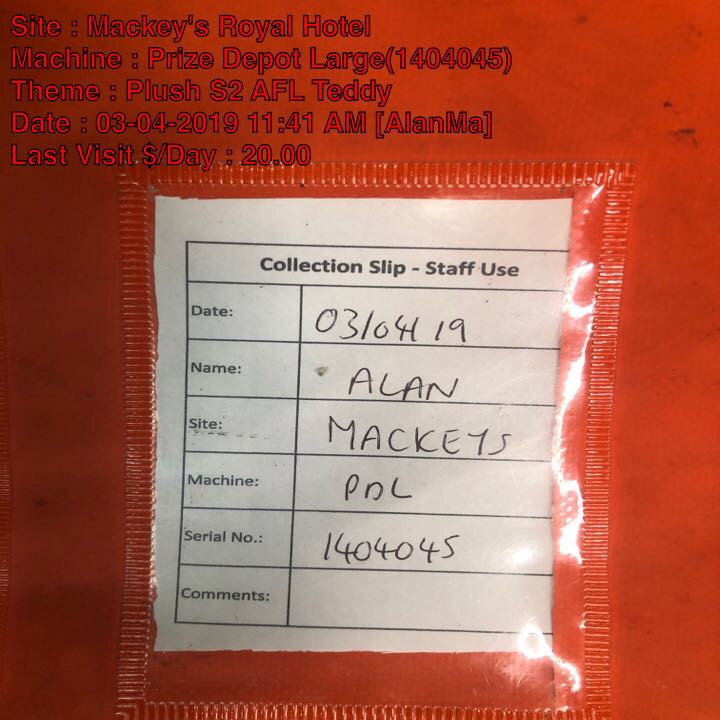 Site : Mackey's Royal Hotel
Machine : Prize Depot Large(1404045)
Theme : Plush S2 AFL Teddy
Date : 03-04-2019 11:41 AM [AlanMa]
Last Visit $/Day : 20.00
Collection Slip - Staff Use
Date: 03/04/19
Name: ALAN
Site: MACKEYS
Machine: PDL
Serial No.: 1404045
Comments: